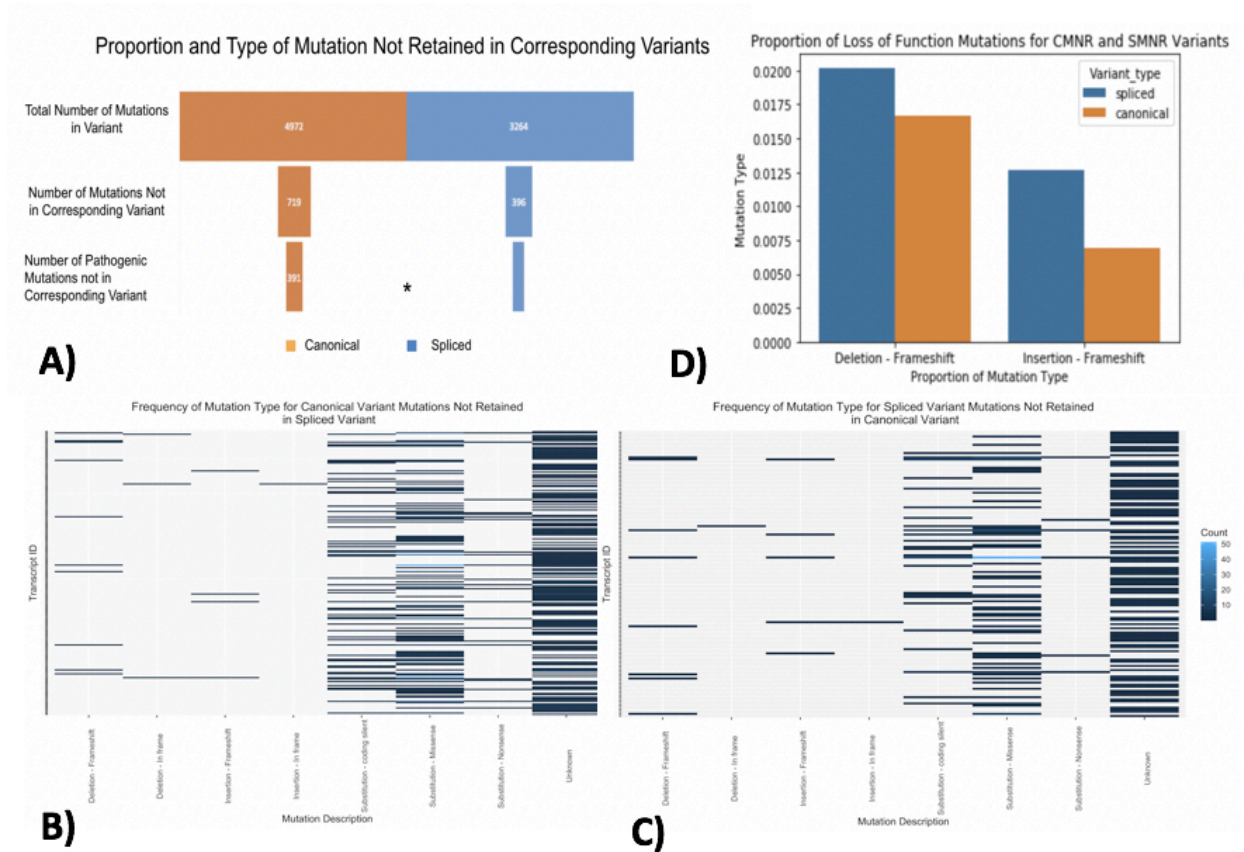 Proportion and Type of Mutation Not Retained in Corresponding Variants
Total Number of Mutations
in Variant
4972
3264
Number of Mutations Not
in Corresponding Variant
719
396
Number of Pathogenic
Mutations not in
Corresponding Variant
391
*
Canonical
Spliced
A)
Proportion of Loss of Function Mutations for CMNR and SMNR Variants
Variant_type
spliced
canonical
Mutation Type
0.0200
0.0175
0.0150
0.0125
0.0100
0.0075
0.0050
0.0025
0.0000
Deletion - Frameshift
Insertion - Frameshift
Proportion of Mutation Type
D)
Frequency of Mutation Type for Canonical Variant Mutations Not Retained
in Spliced Variant
Transcript ID
Deletion - Frameshift
Deletion - In frame
Insertion - Frameshift
Insertion - In frame
Substitution - coding silent
Substitution - Missense
Substitution - Nonsense
Unknown
Mutation Description
B)
Frequency of Mutation Type for Spliced Variant Mutations Not Retained
in Canonical Variant
Transcript ID
Deletion - Frameshift
Deletion - In frame
Insertion - Frameshift
Insertion - In frame
Substitution - coding silent
Substitution - Missense
Substitution - Nonsense
Unknown
Mutation Description
Count
50
40
30
20
10
C)